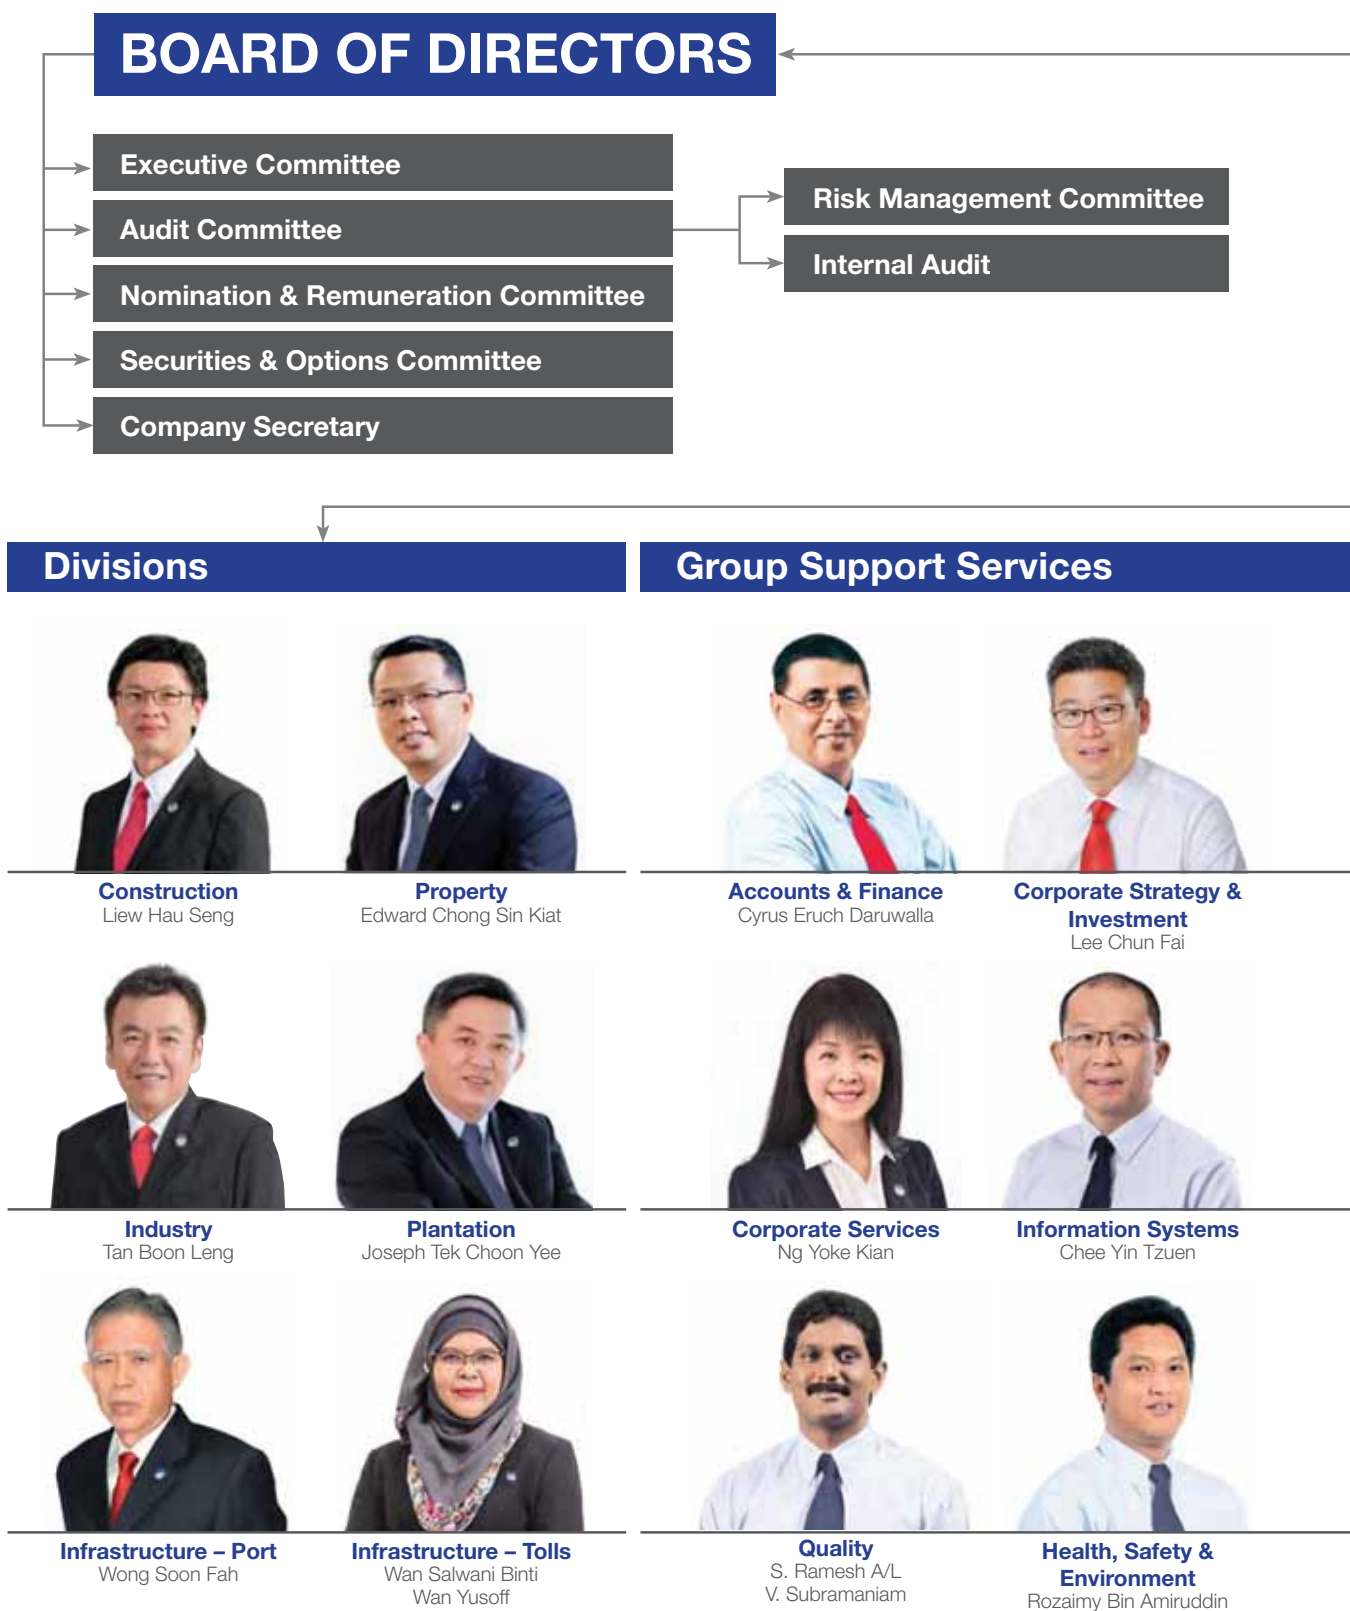 BOARD OF DIRECTORS
Executive Committee
Audit Committee
Nomination & Remuneration Committee
Securities & Options Committee
Company Secretary
Risk Management Committee
Internal Audit
Divisions
Construction
Liew Hau Seng
Property
Edward Chong Sin Kiat
Industry
Tan Boon Leng
Plantation
Joseph Tek Choon Yee
Infrastructure – Port
Wong Soon Fah
Infrastructure – Tolls
Wan Salwani Binti
Wan Yusoff
Group Support Services
Accounts & Finance
Cyrus Eruch Daruwalla
Corporate Strategy &
Investment
Lee Chun Fai
Corporate Services
Ng Yoke Kian
Information Systems
Chee Yin Tzuen
Quality
S. Ramesh A/L
V. Subramaniam
Health, Safety &
Environment
Rozaimy Bin Amiruddin